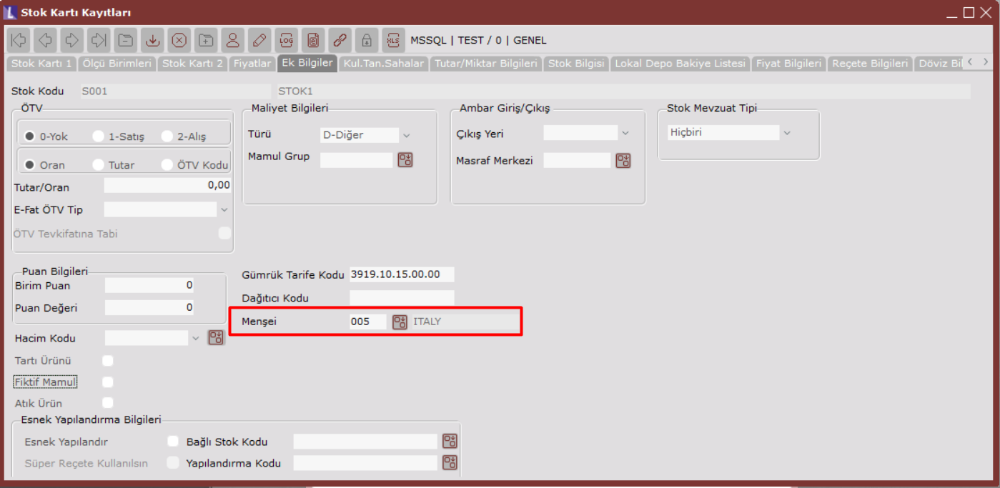 Stok Kartı Kayıtları
LOG XLS MSSQL | TEST / 0 | GENEL
Stok Kartı 1 Ölçü Birimleri Stok Kartı 2 Fiyatlar Ek Bilgiler Kul.Tan.Sahalar Tutar/Miktar Bilgileri Stok Bilgisi Lokal Depo Bakiye Listesi Fiyat Bilgileri Reçete Bilgileri Döviz Bil
Stok Kodu S001 STOK1
ÖTV Maliyet Bilgileri Ambar Giriş/Çıkış Stok Mevzuat Tipi
0-Yok 1-Satış 2-Alış Türü D-Diğer Çıkış Yeri Hiçbiri
Mamul Grup Masraf Merkezi
Oran Tutar ÖTV Kodu
Tutar/Oran 0,00
E-Fat ÖTV Tip
ÖTV Tevkifatına Tabi
Puan Bilgileri
Gümrük Tarife Kodu 3919.10.15.00.00
Birim Puan 0
Dağıtıcı Kodu
Puan Değeri 0
Menşei 005 ITALY
Hacim Kodu
Tartı Ürünü
Fiktif Mamul
Atık Ürün
Esnek Yapılandırma Bilgileri
Esnek Yapılandır Bağlı Stok Kodu
Süper Reçete Kullanılsın Yapılandırma Kodu